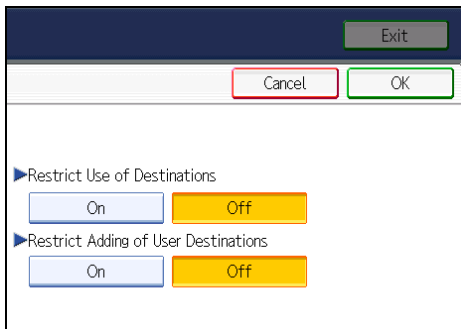 Exit
Cancel OK
▶Restrict Use of Destinations
On Off
▶Restrict Adding of User Destinations
On Off